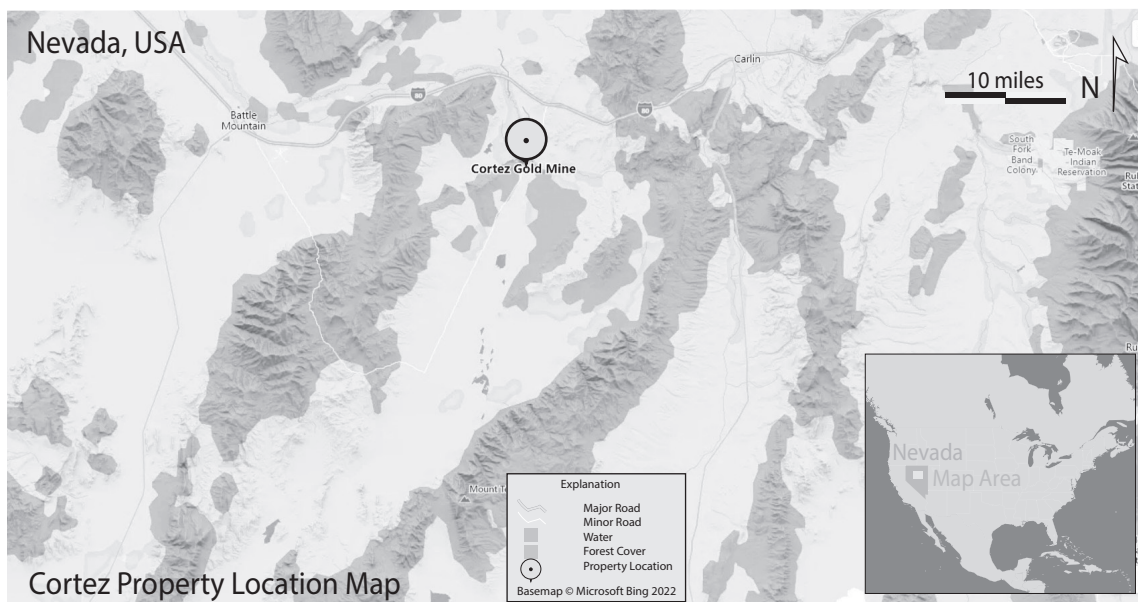 Nevada, USA
Carlin
10 miles
N
80
80
Battle
Mountain
Cortez Gold Mine
South
Fork
Band
Colony
Te-Moak
Indian
Reservation
Nevada
Map Area
Explanation
Major Road
Minor Road
Water
Forest Cover
Property Location
Basemap © Microsoft Bing 2022
Cortez Property Location Map